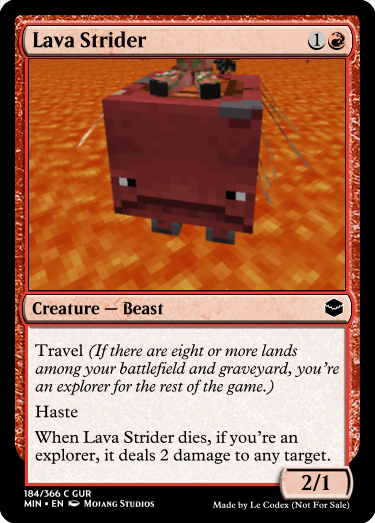 Lava Strider 1
Creature — Beast
Travel (If there are eight or more lands
among your battlefield and graveyard, you're
an explorer for the rest of the game.)
Haste
When Lava Strider dies, if you're an
explorer, it deals 2 damage to any target.
2/1
184/366 C GUR
MIN • EN Mojang Studios
Made by Le Codex (Not For Sale)